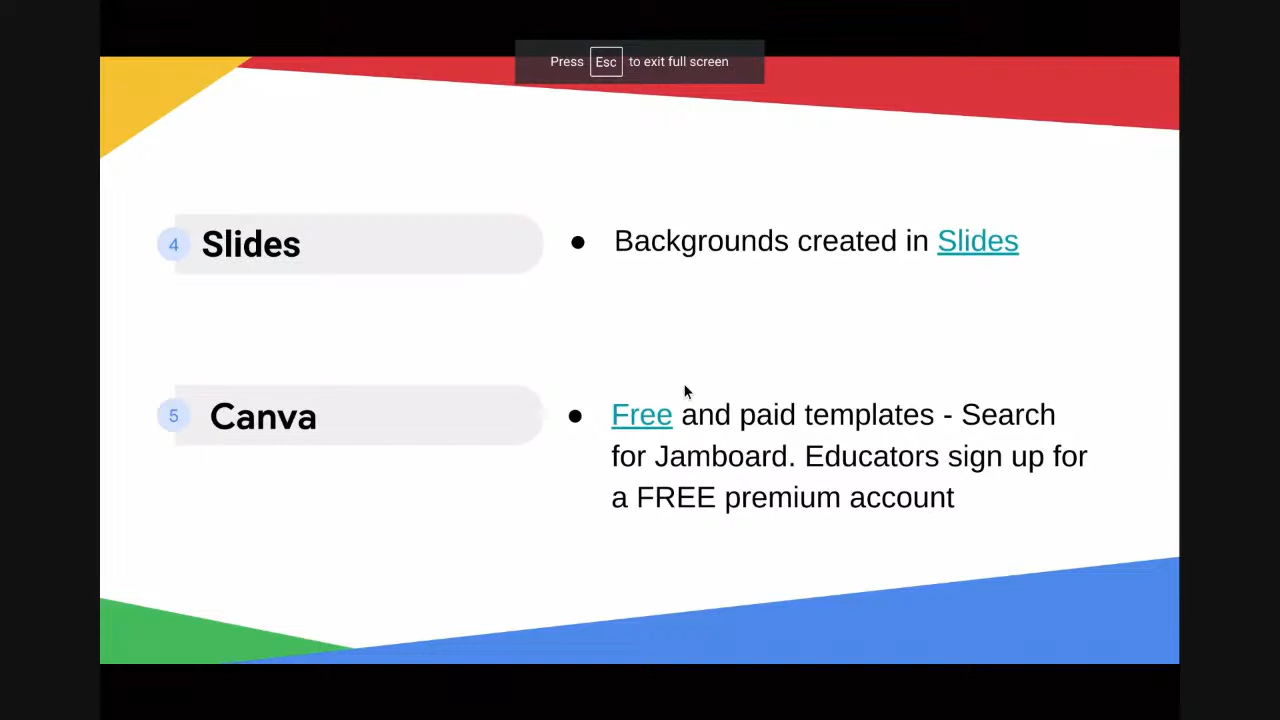 Press Esc to exit full screen
4 Slides
● Backgrounds created in Slides
5 Canva
● Free and paid templates - Search
for Jamboard. Educators sign up for
a FREE premium account